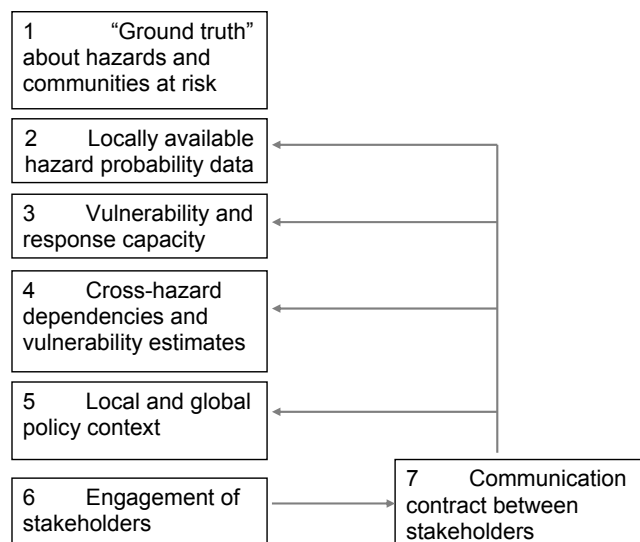 1 “Ground truth”
about hazards and
communities at risk
2 Locally available
hazard probability data
3 Vulnerability and
response capacity
4 Cross-hazard
dependencies and
vulnerability estimates
5 Local and global
policy context
6 Engagement of
stakeholders
7 Communication
contract between
stakeholders